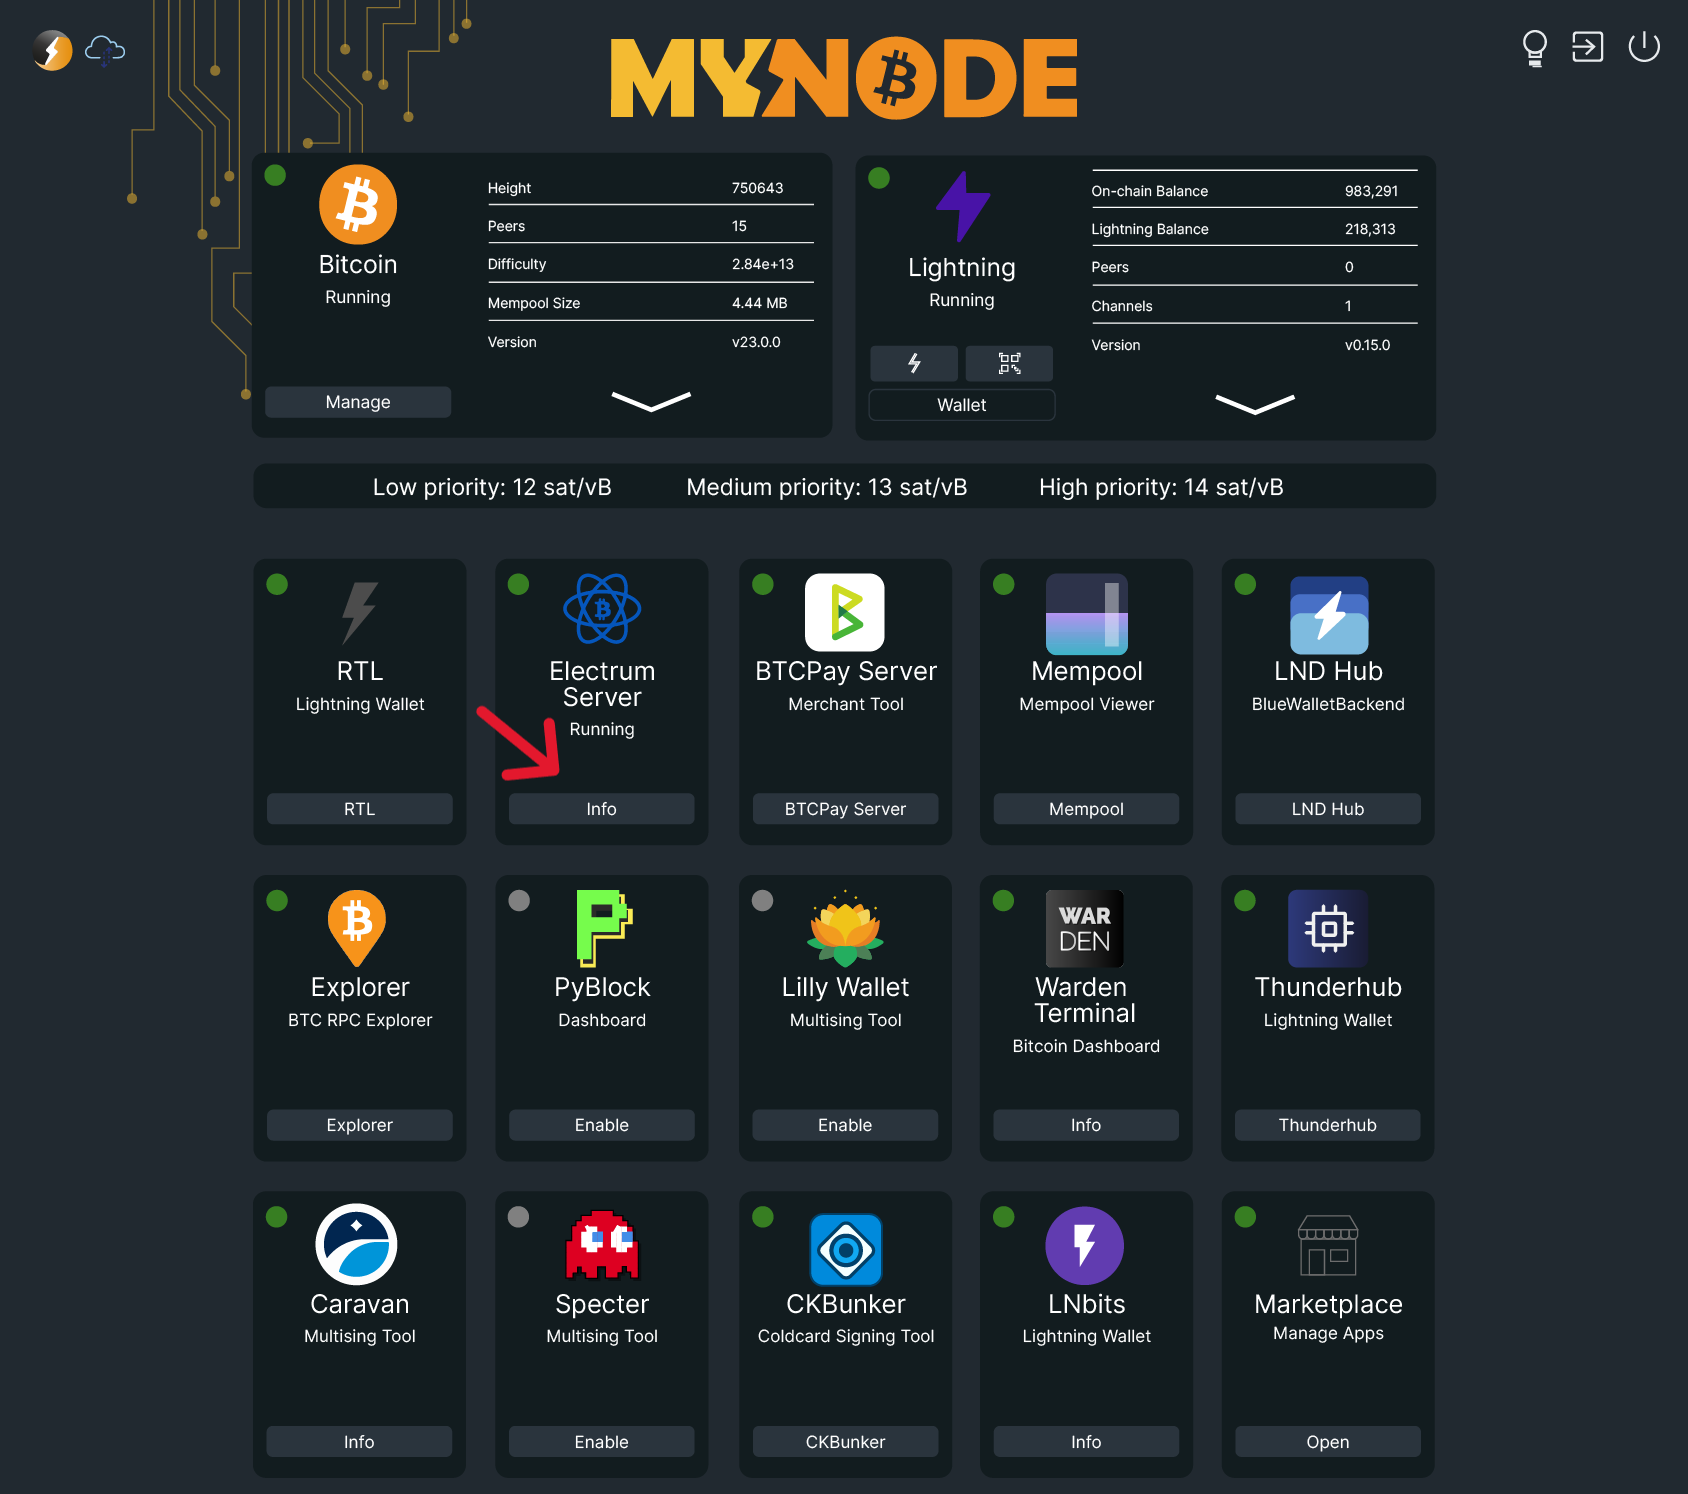 MYNODE
Bitcoin
Running
Manage
Height 750643
Peers 15
Difficulty 2.84e+13
Mempool Size 4.44 MB
Version v23.0.0
Lightning
Running
Wallet
On-chain Balance 983,291
Lightning Balance 218,313
Peers 0
Channels 1
Version v0.15.0
Low priority: 12 sat/vB Medium priority: 13 sat/vB High priority: 14 sat/vB
RTL
Lightning Wallet
RTL
Electrum
Server
Running
Info
BTCPay Server
Merchant Tool
BTCPay Server
Mempool
Mempool Viewer
Mempool
LND Hub
BlueWalletBackend
LND Hub
Explorer
BTC RPC Explorer
Explorer
PyBlock
Dashboard
Enable
Lilly Wallet
Multising Tool
Enable
WAR
DEN
Warden
Terminal
Bitcoin Dashboard
Info
Thunderhub
Lightning Wallet
Thunderhub
Caravan
Multising Tool
Info
Specter
Multising Tool
Enable
CKBunker
Coldcard Signing Tool
CKBunker
LNbits
Lightning Wallet
Info
Marketplace
Manage Apps
Open